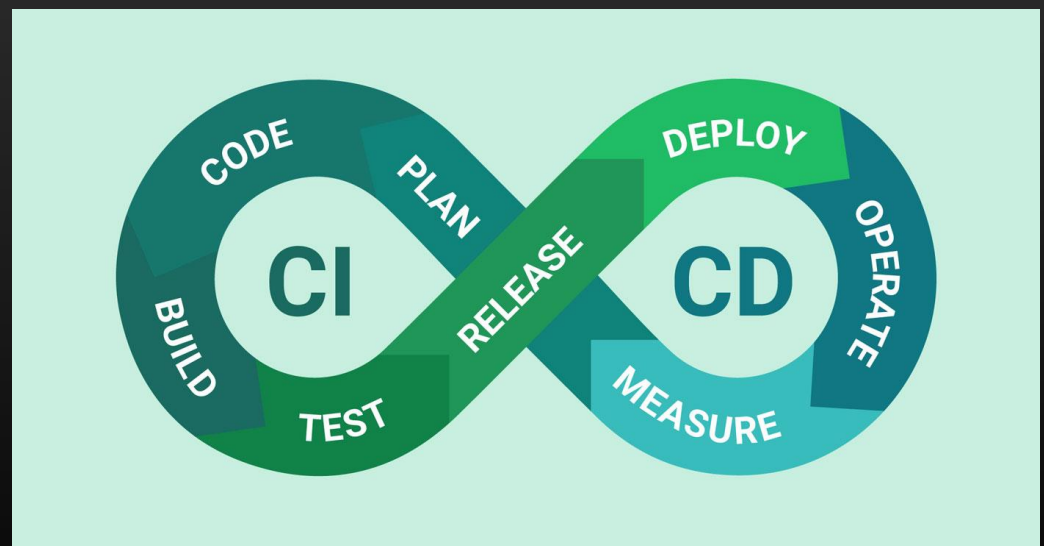 CODE
PLAN
DEPLOY
OPERATE
CI
CD
RELEASE
BUILD
TEST
MEASURE